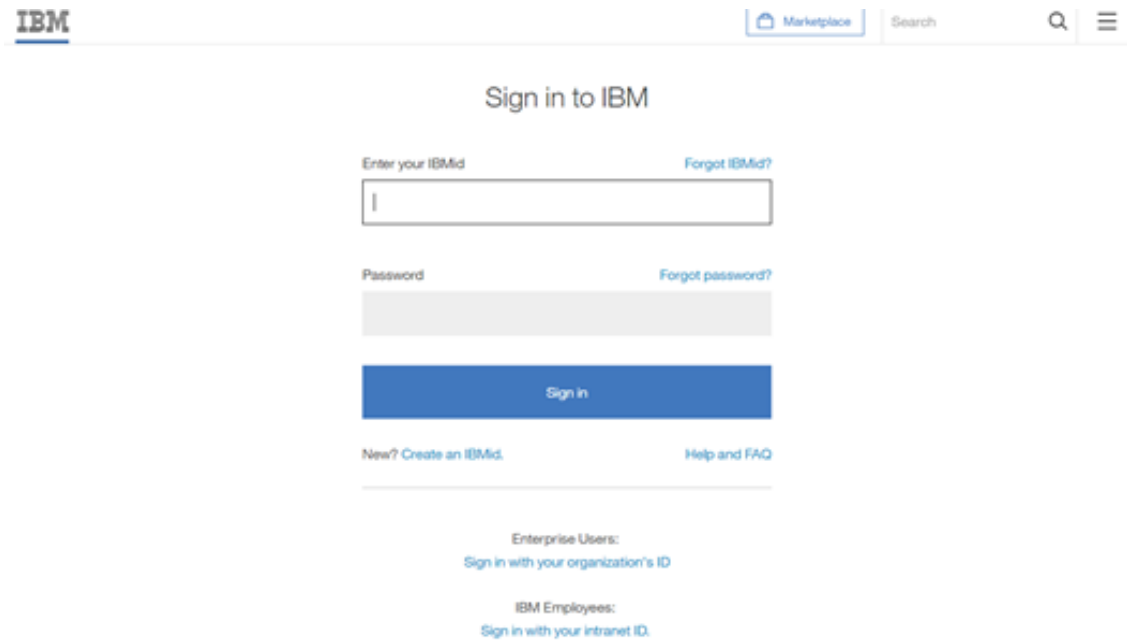 IBM
Marketplace
Search
Sign in to IBM
Enter your IBMid Forgot IBMid?
Password Forgot password?
Sign in
New? Create an IBMid. Help and FAQ
Enterprise Users:
Sign in with your organization's ID
IBM Employees:
Sign in with your intranet ID.